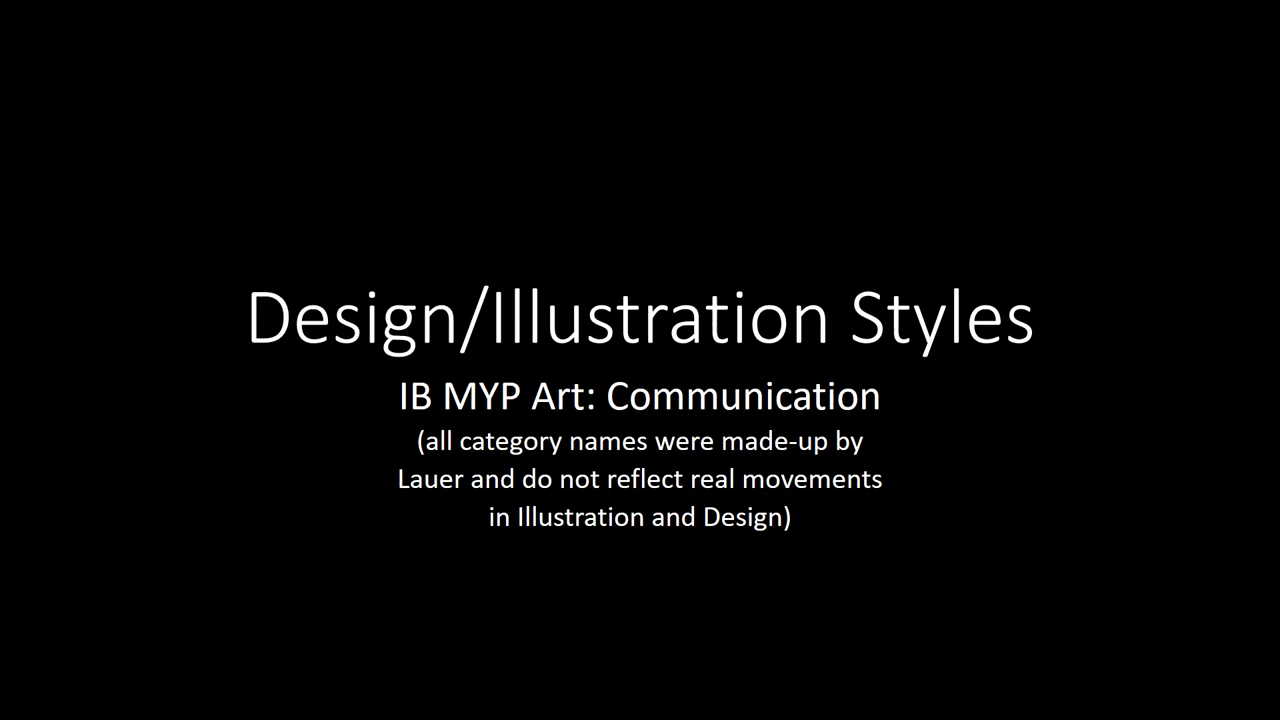 Design/Illustration Styles
IB MYP Art: Communication
(all category names were made-up by
Lauer and do not reflect real movements
in Illustration and Design)